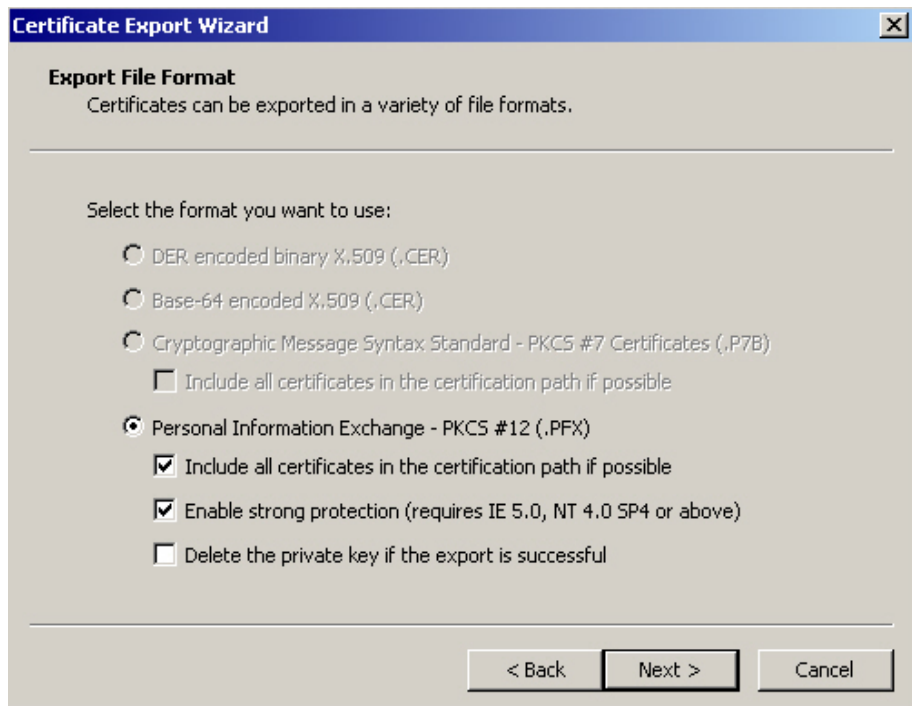 Certificate Export Wizard
Export File Format
Certificates can be exported in a variety of file formats.
Select the format you want to use:
DER encoded binary X.509 (.CER)
Base-64 encoded X.509 (.CER)
Cryptographic Message Syntax Standard - PKCS #7 Certificates (.P7B)
Include all certificates in the certification path if possible
Personal Information Exchange - PKCS #12 (.PFX)
Include all certificates in the certification path if possible
Enable strong protection (requires IE 5.0, NT 4.0 SP4 or above)
Delete the private key if the export is successful
< Back Next > Cancel